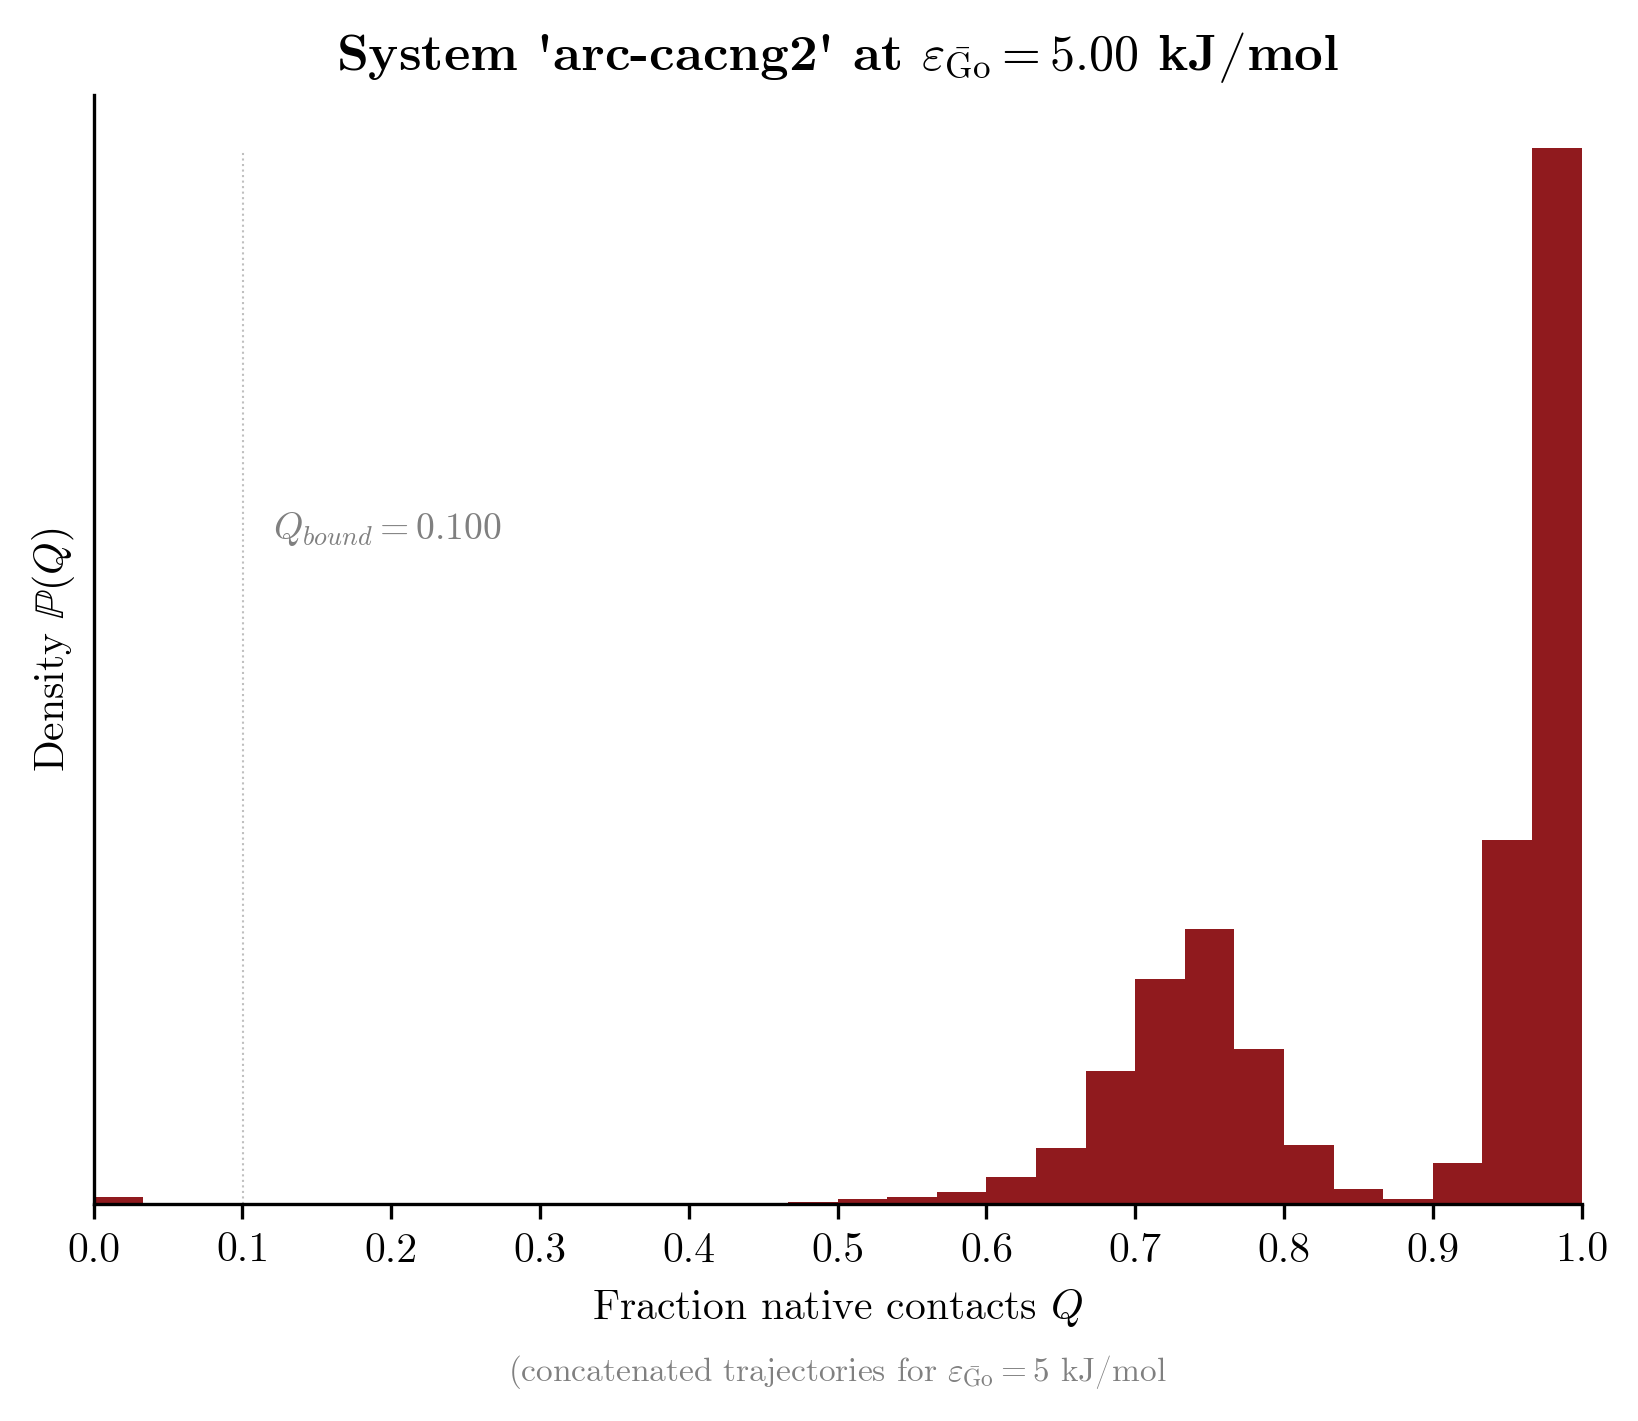 System 'arc-cacng2' at ε_Ḡo = 5.00 kJ/mol
Density ℙ(Q)
Q_bound = 0.100
0.0 0.1 0.2 0.3 0.4 0.5 0.6 0.7 0.8 0.9 1.0
Fraction native contacts Q
(concatenated trajectories for ε_Ḡo = 5 kJ/mol